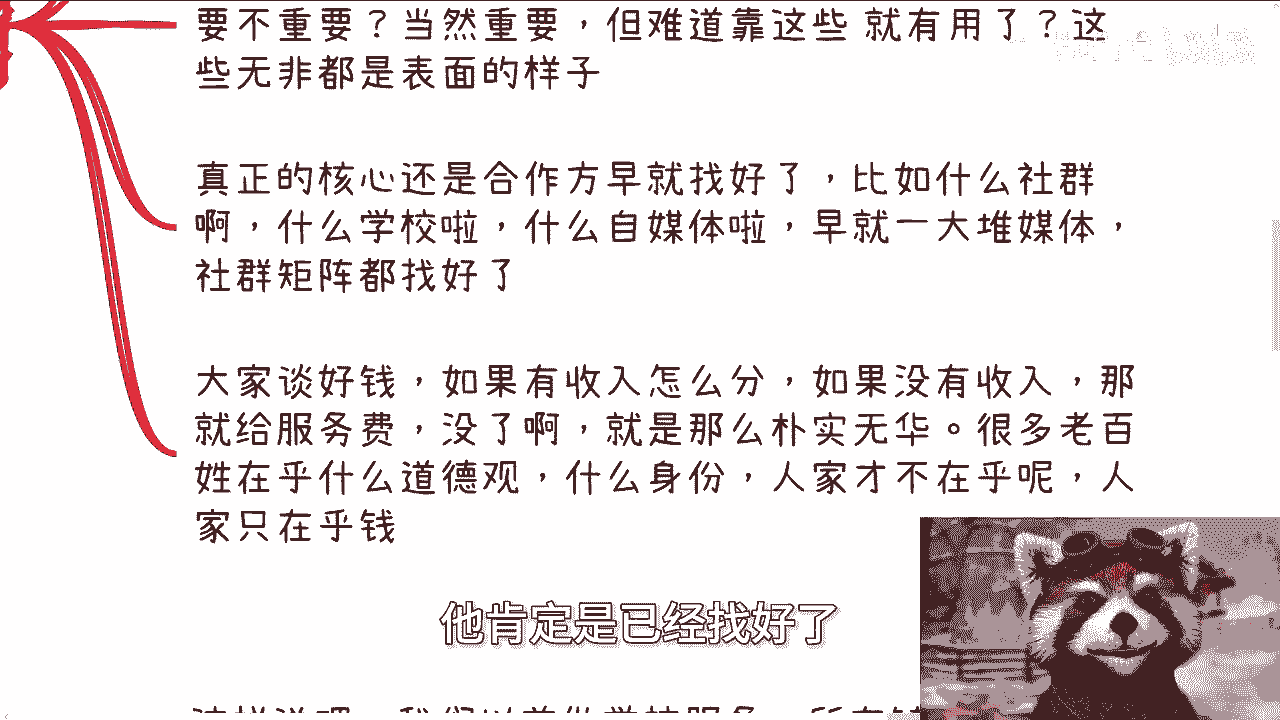 要不重要？当然重要，但难道靠这些 就有用了？这
些无非都是表面的样子
真正的核心还是合作方早就找好了，比如什么社群
啊，什么学校啦，什么自媒体啦，早就一大堆媒体，
社群矩阵都找好了
大家谈好钱，如果有收入怎么分，如果没有收入，那
就给服务费，没了啊，就是那么朴实无华。很多老百
姓在乎什么道德观，什么身份，人家才不在乎呢，人
家只在乎钱
他肯定是已经找好了